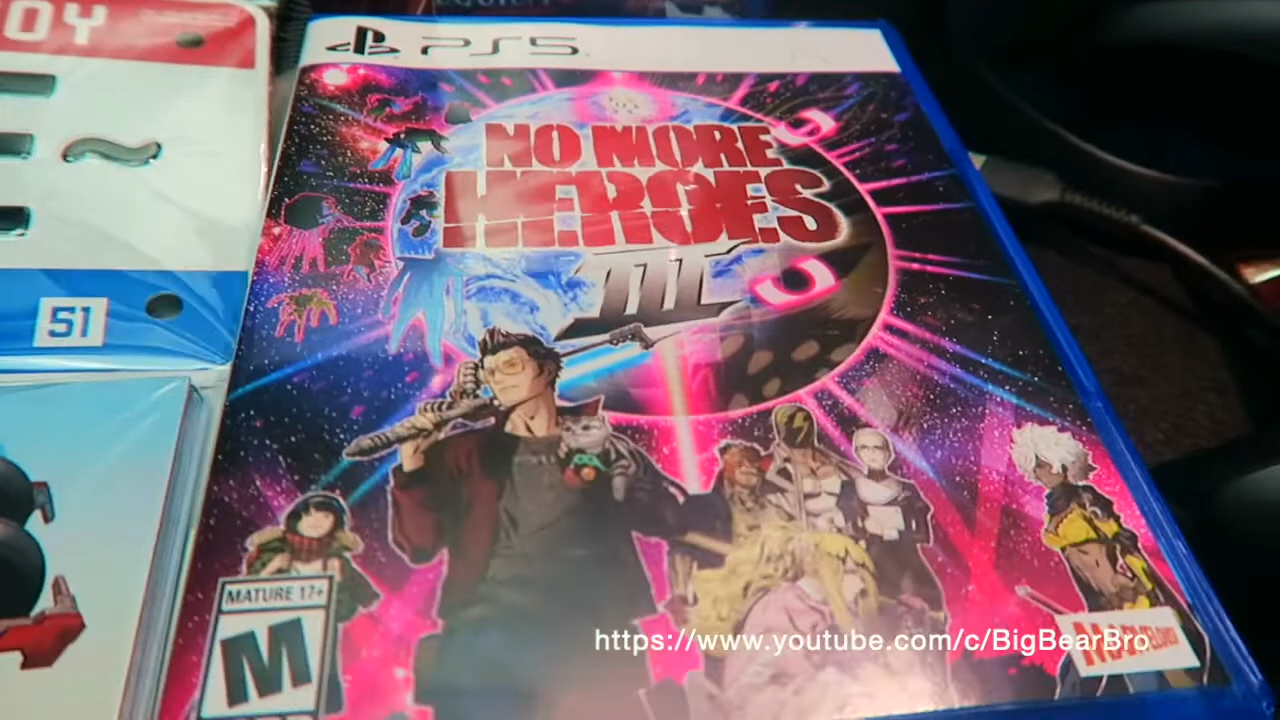 OY
51
PS5
NO MORE
HEROES
III
MATURE 17+
M
https://www.youtube.com/c/BigBearBro